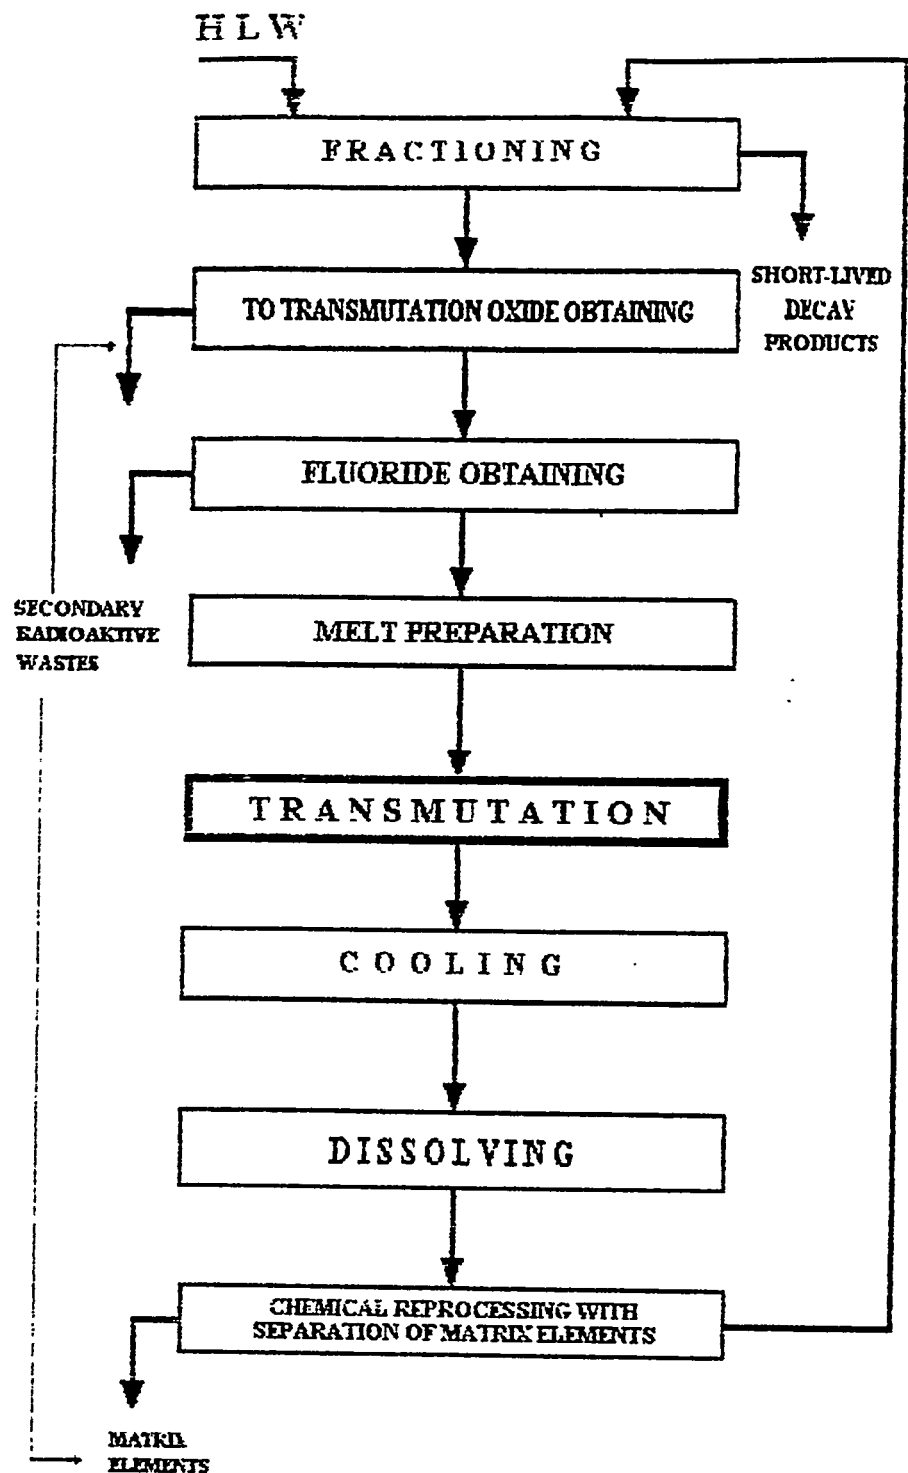 HLW
FRACTIONING
SHORT-LIVED
DECAY
PRODUCTS
TO TRANSMUTATION OXIDE OBTAINING
FLUORIDE OBTAINING
SECONDARY
RADIOAKTIVE
WASTES
MELT PREPARATION
TRANSMUTATION
COOLING
DISSOLVING
CHEMICAL REPROCESSING WITH
SEPARATION OF MATRIX ELEMENTS
MATRIX
ELEMENTS